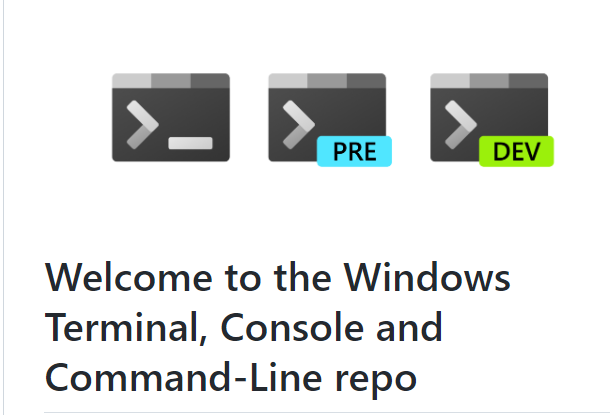 PRE
DEV
Welcome to the Windows
Terminal, Console and
Command-Line repo